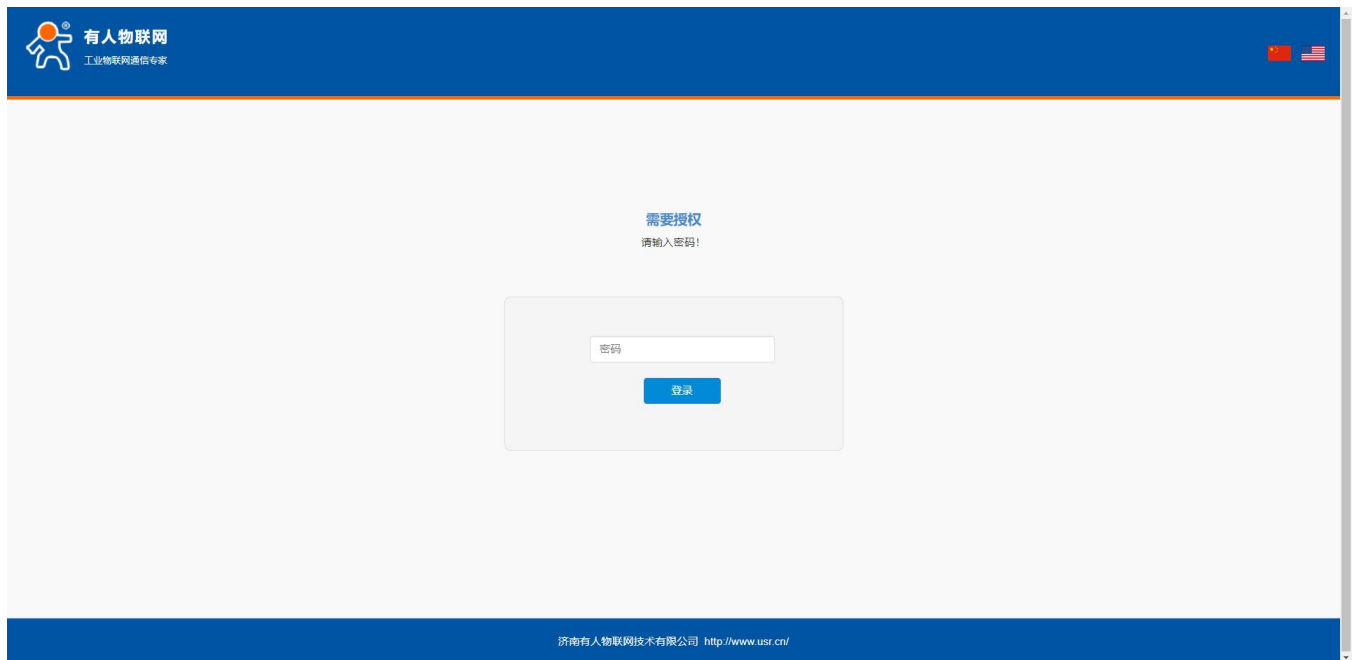 有人物联网
工业物联网通信专家
需要授权
请输入密码!
密码
登录
济南有人物联网技术有限公司 http://www.usr.cn/